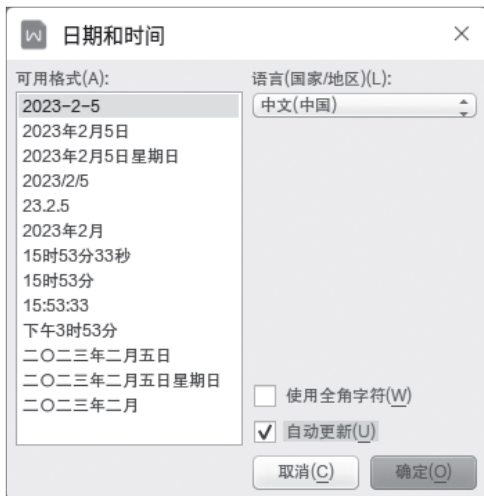 日期和时间
可用格式(A):
2023-2-5
2023年2月5日
2023年2月5日星期日
2023/2/5
23.2.5
2023年2月
15时53分33秒
15时53分
15:53:33
下午3时53分
二〇二三年二月五日
二〇二三年二月五日星期日
二〇二三年二月
语言(国家/地区)(L):
中文(中国)
使用全角字符(W)
自动更新(U)
取消(C)
确定(O)